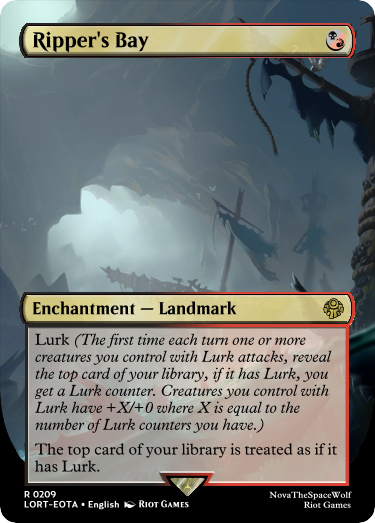 Ripper's Bay
Enchantment — Landmark
Lurk (The first time each turn one or more
creatures you control with Lurk attacks, reveal
the top card of your library, if it has Lurk, you
get a Lurk counter. Creatures you control with
Lurk have +X/+0 where X is equal to the
number of Lurk counters you have.)
The top card of your library is treated as if it
has Lurk.
R 0209
LORT-EOTA • English Riot Games
NovaTheSpaceWolf
Riot Games